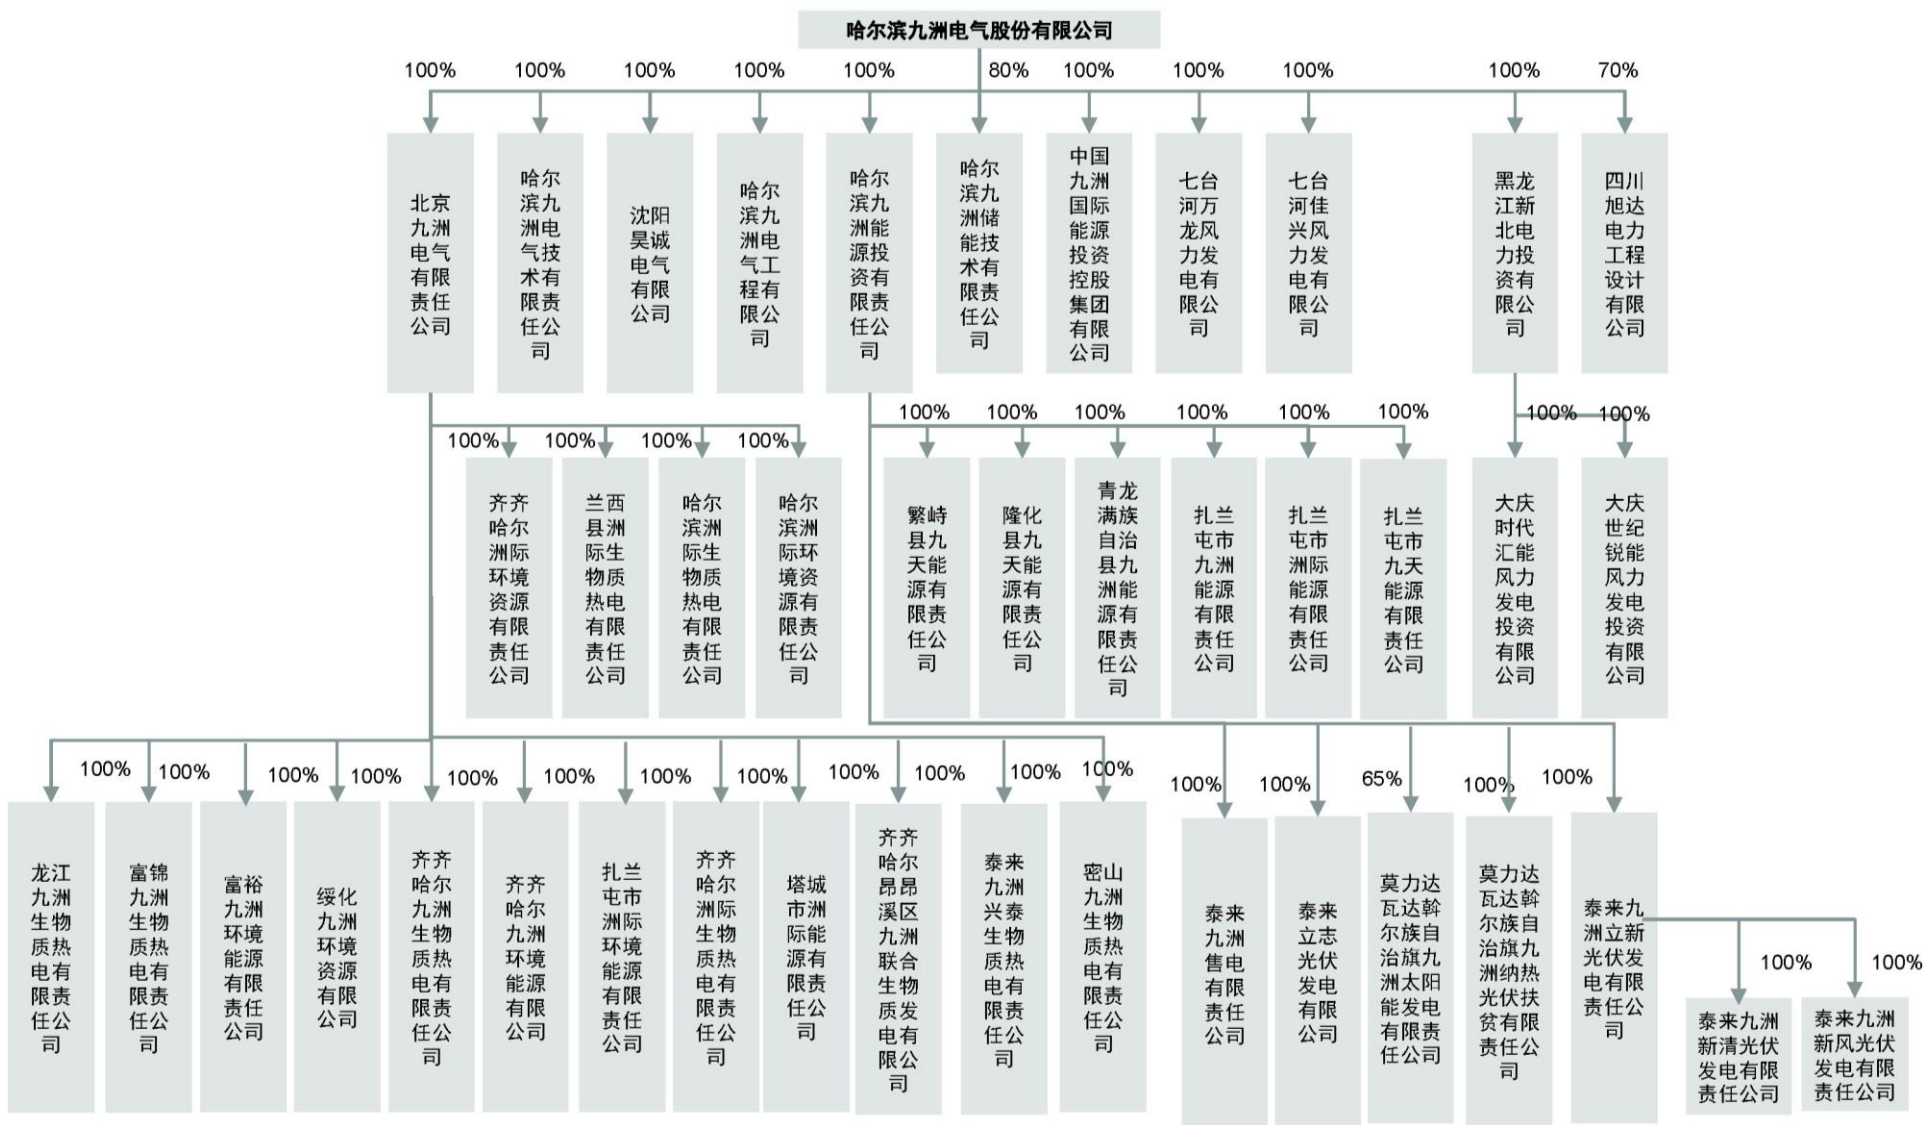 哈尔滨九洲电气股份有限公司
100%
100%
100%
100%
100%
80%
100%
100%
100%
100%
70%
北京
九洲
电气
有限
责任
公司
哈尔
滨九
洲电
气技
术有
限责
任公
司
沈阳
昊诚
电气
有限
公司
哈尔
滨九
洲电
气工
程有
限公
司
哈尔
滨九
洲能
源投
资有
限责
任公
司
哈尔
滨九
洲储
能技
术有
限责
任公
司
中国
九洲
国际
能源
投资
控股
集团
有限
公司
七台
河万
龙风
力发
电有
限公
司
七台
河佳
兴风
力发
电有
限公
司
黑龙
江新
北电
力投
资有
限公
司
四川
旭达
电力
工程
设计
有限
公司
100%
100%
100%
100%
100%
100%
100%
100%
100%
100%
100%
100%
齐齐
哈尔
洲际
环境
资源
有限
责任
公司
兰西
县洲
际生
物质
热电
有限
责任
公司
哈尔
滨洲
际生
物质
热电
有限
责任
公司
哈尔
滨洲
际环
境资
源有
限责
任公
司
繁峙
县九
天能
源有
限责
任公
司
隆化
县九
天能
源有
限责
任公
司
青龙
满族
自治
县九
洲能
源有
限责
任公
司
扎兰
屯市
九洲
能源
有限
责任
公司
扎兰
屯市
洲际
能源
有限
责任
公司
扎兰
屯市
九天
能源
有限
责任
公司
大庆
时代
汇能
风力
发电
投资
有限
公司
大庆
世纪
锐能
风力
发电
投资
有限
公司
100%
100%
100%
100%
100%
100%
100%
100%
100%
100%
100%
100%
100%
100%
65%
100%
100%
龙江
九洲
生物
质热
电有
限责
任公
司
富锦
九洲
生物
质热
电有
限责
任公
司
富裕
九洲
环境
能源
有限
责任
公司
绥化
九洲
环境
资源
有限
公司
齐齐
哈尔
九洲
生物
质热
电有
限责
任公
司
齐齐
哈尔
九洲
环境
能源
有限
公司
扎兰
屯市
洲际
环境
能源
有限
责任
公司
齐齐
哈尔
洲际
生物
质热
电有
限责
任公
司
塔城
市洲
际能
源有
限责
任公
司
齐齐
哈尔
昂昂
溪区
九洲
联合
生物
质发
电有
限公
司
泰来
九洲
兴泰
生物
质热
电有
限责
任公
司
密山
九洲
生物
质热
电有
限责
任公
司
泰来
九洲
售电
有限
责任
公司
泰来
立志
光伏
发电
有限
公司
莫力达
瓦达斡
尔族自
治旗九
洲太阳
能发电
有限责
任公司
莫力达
瓦达斡
尔族自
治旗九
洲纳热
光伏扶
贫有限
责任公
司
泰来九
洲立新
光伏发
电有限
责任公
司
100%
100%
泰来九洲
新清光伏
发电有限
责任公司
泰来九洲
新风光伏
发电有限
责任公司